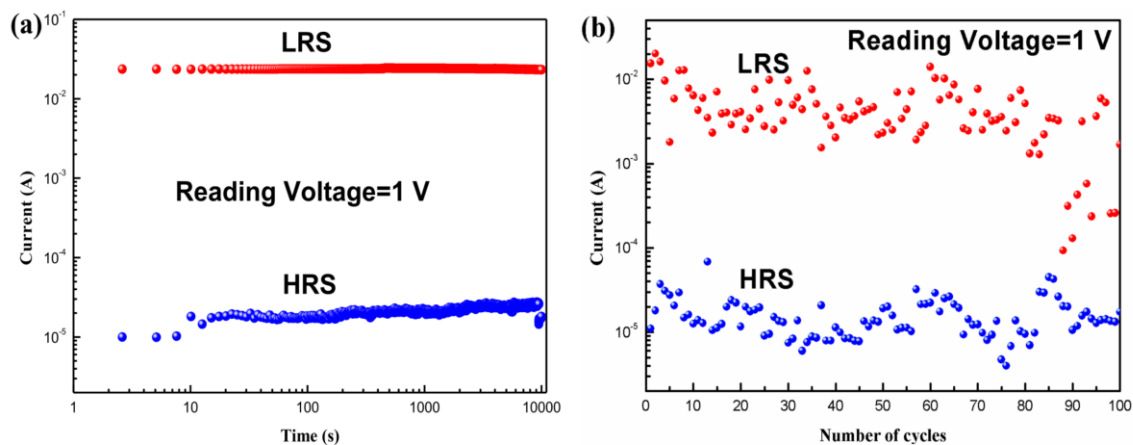 (a)
LRS
Reading Voltage=1 V
HRS
Current (A)
10^-1
10^-2
10^-3
10^-4
10^-5
1 10 100 1000 10000
Time (s)
(b)
Reading Voltage=1 V
LRS
HRS
Current (A)
10^-2
10^-3
10^-4
10^-5
0 10 20 30 40 50 60 70 80 90 100
Number of cycles